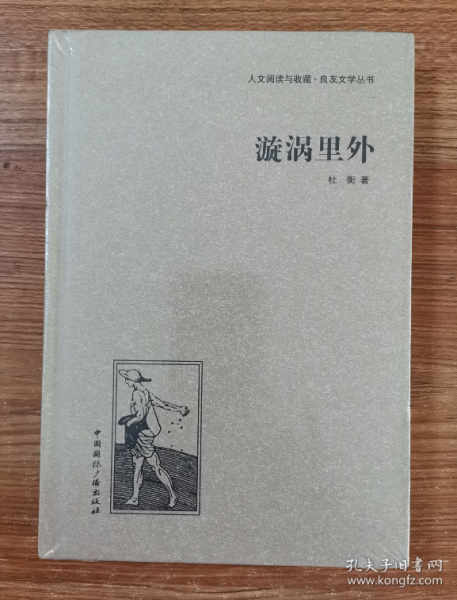 人文阅读与收藏·良友文学丛书
漩涡里外
杜 衡 著
中国国际广播出版社
孔夫子旧书网
www.kongfz.com